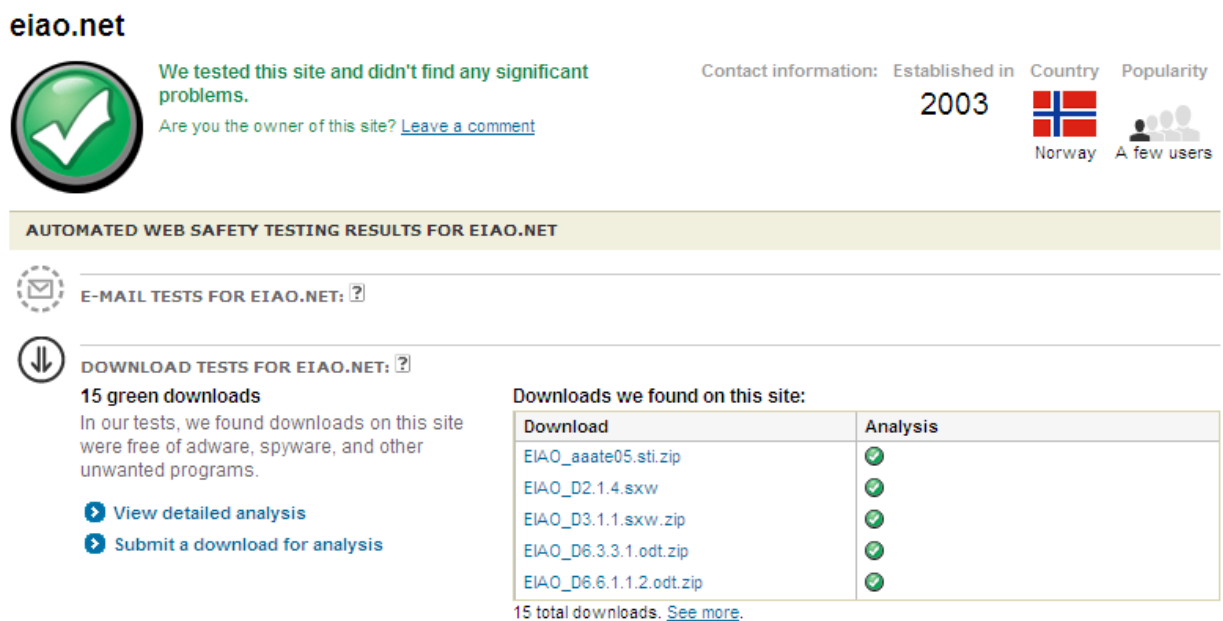 eiao.net
We tested this site and didn't find any significant
problems.
Are you the owner of this site? Leave a comment
Contact information: Established in Country Popularity
2003
Norway A few users
AUTOMATED WEB SAFETY TESTING RESULTS FOR EIAO.NET
E-MAIL TESTS FOR EIAO.NET: ?
DOWNLOAD TESTS FOR EIAO.NET: ?
15 green downloads
In our tests, we found downloads on this site
were free of adware, spyware, and other
unwanted programs.
View detailed analysis
Submit a download for analysis
Downloads we found on this site:
Download Analysis
EIAO_aaate05.sti.zip
EIAO_D2.1.4.sxw
EIAO_D3.1.1.sxw.zip
EIAO_D6.3.3.1.odt.zip
EIAO_D6.6.1.1.2.odt.zip
15 total downloads. See more.